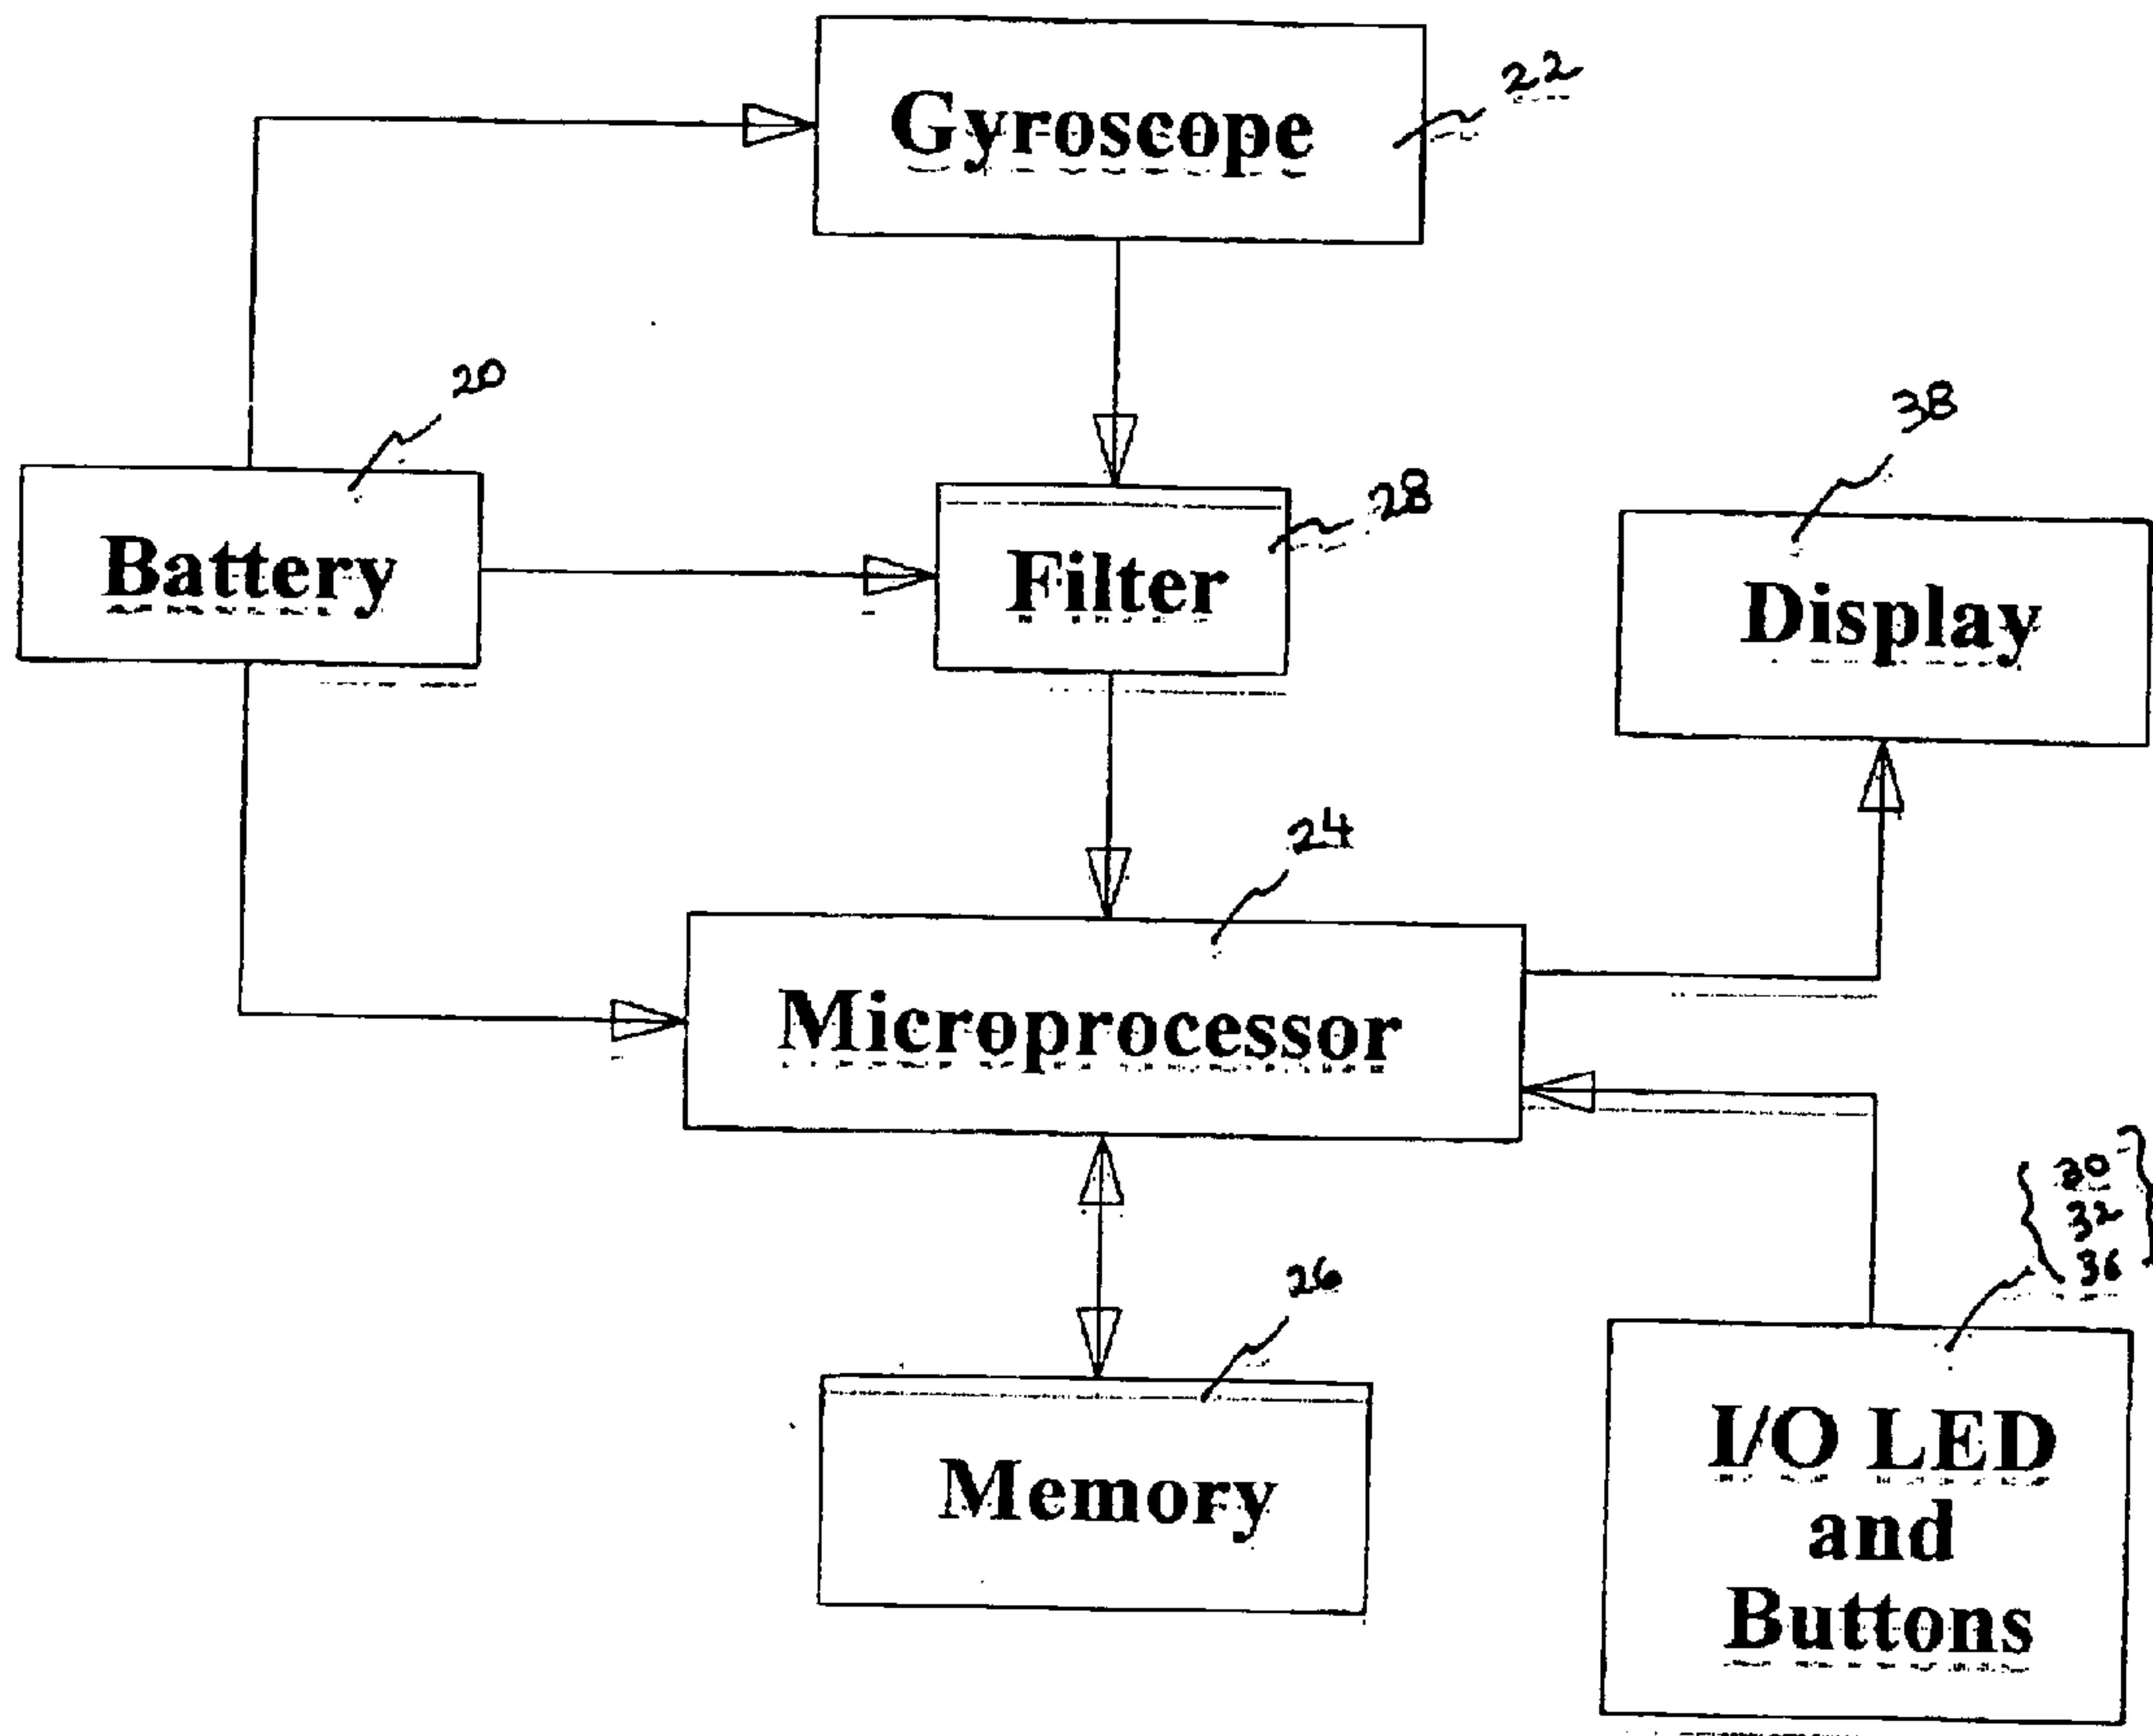 Gyroscope
22
20
Battery
28
Filter
38
Display
24
Microprocessor
26
Memory
30
32
36
I/O LED
and
Buttons